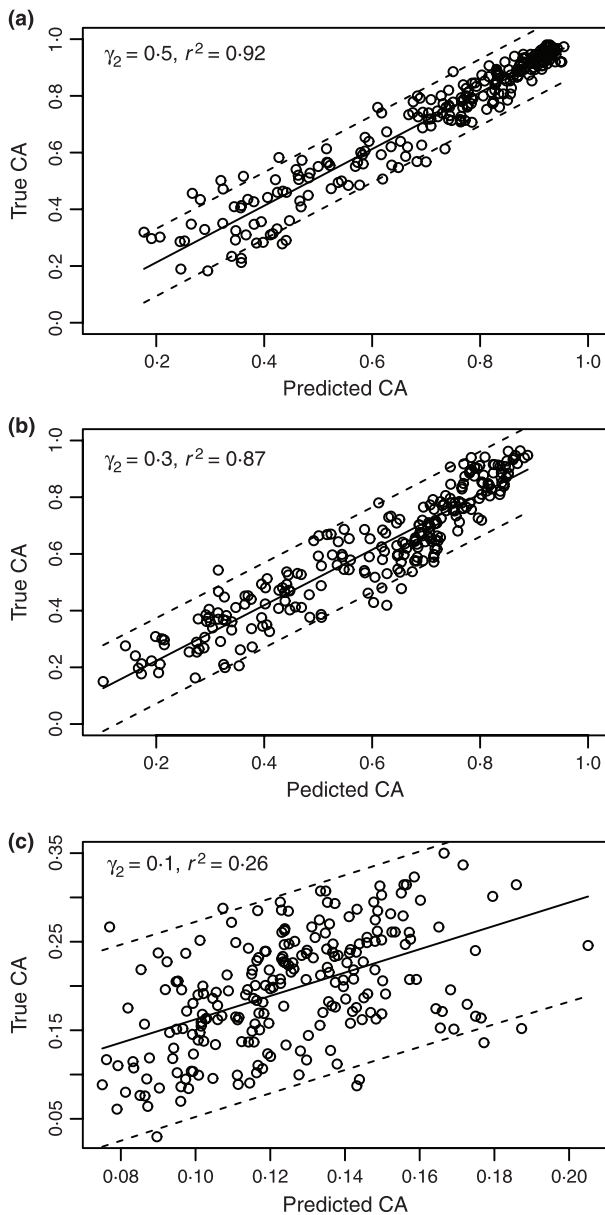 (a)
γ2 = 0·5, r2 = 0·92
True CA
0·0 0·2 0·4 0·6 0·8 1·0
0·2 0·4 0·6 0·8 1·0
Predicted CA
(b)
γ2 = 0·3, r2 = 0·87
True CA
0·0 0·2 0·4 0·6 0·8 1·0
0·2 0·4 0·6 0·8 1·0
Pedicted CA
(c)
γ2 = 0·1, r2 = 0·26
True CA
0·05 0·15 0·25 0·35
0·08 0·10 0·12 0·14 0·16 0·18 0·20
Predicted CA